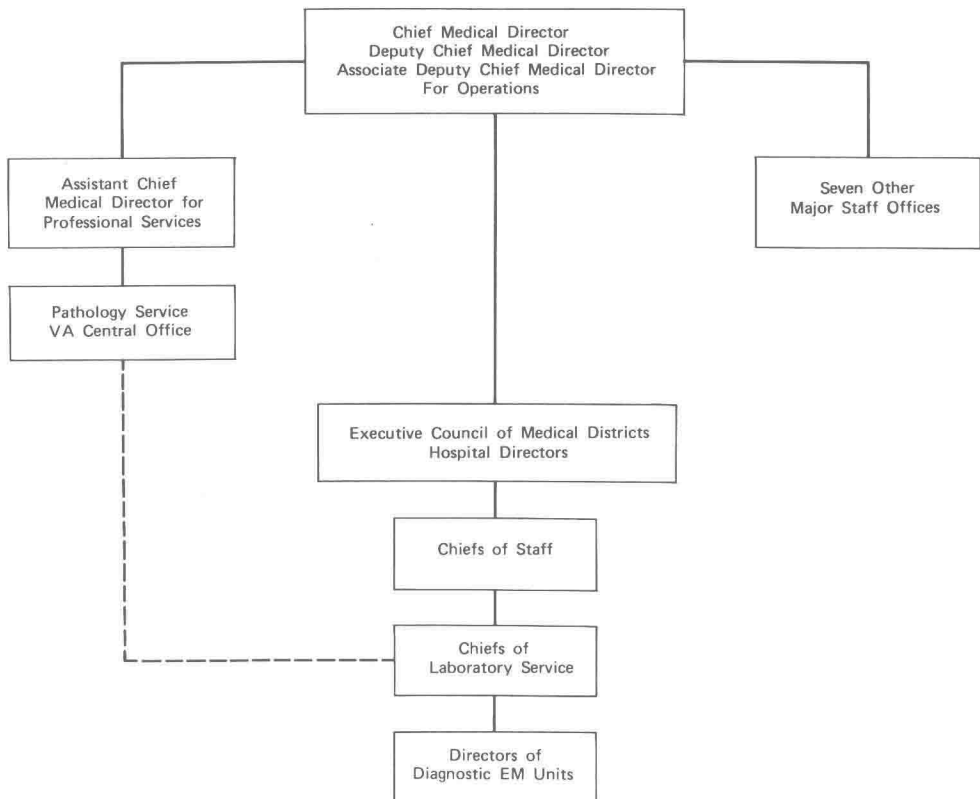 Chief Medical Director
Deputy Chief Medical Director
Associate Deputy Chief Medical Director
For Operations
Assistant Chief
Medical Director for
Professional Services
Seven Other
Major Staff Offices
Pathology Service
VA Central Office
Executive Council of Medical Districts
Hospital Directors
Chiefs of Staff
Chiefs of
Laboratory Service
Directors of
Diagnostic EM Units